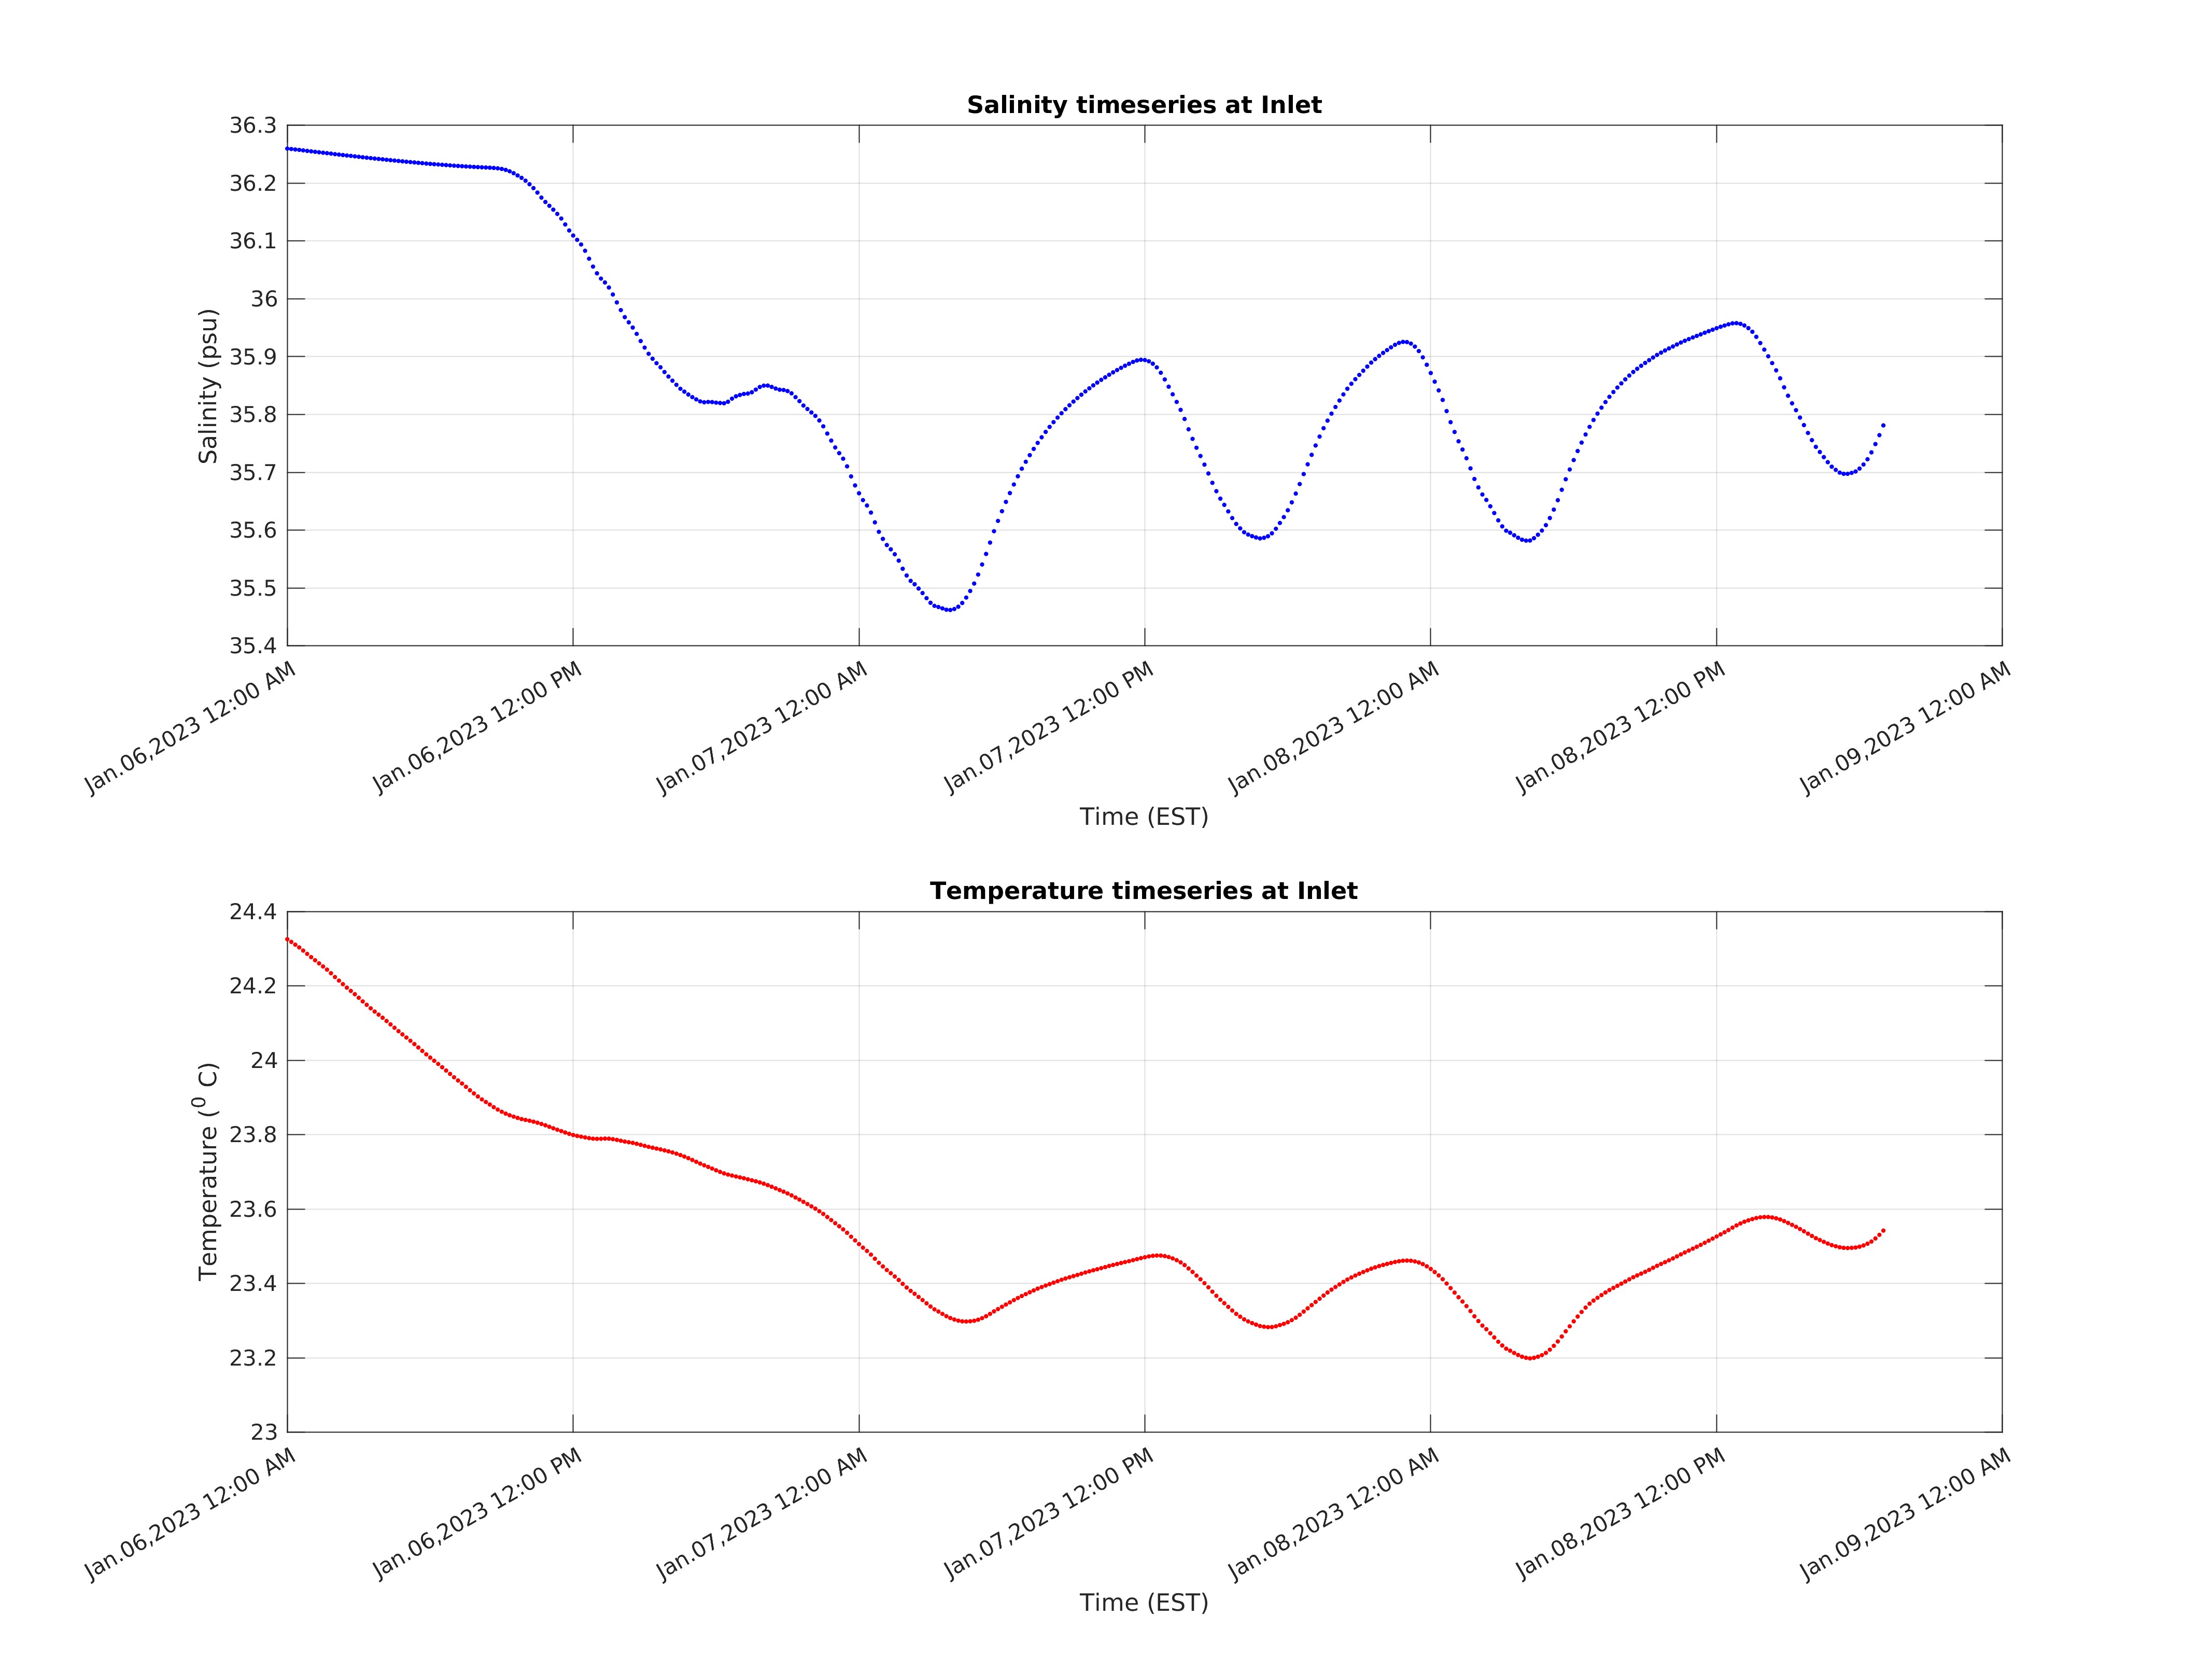 Salinity timeseries at Inlet
36.3
36.2
36.1
36
35.9
35.8
35.7
35.6
35.5
35.4
Salinity (psu)
Jan.06,2023 12:00 AM
Jan.06,2023 12:00 PM
Jan.07,2023 12:00 AM
Jan.07,2023 12:00 PM
Jan.08,2023 12:00 AM
Jan.08,2023 12:00 PM
Jan.09,2023 12:00 AM
Time (EST)
Temperature timeseries at Inlet
24.4
24.2
24
23.8
23.6
23.4
23.2
23
Temperature (⁰ C)
Jan.06,2023 12:00 AM
Jan.06,2023 12:00 PM
Jan.07,2023 12:00 AM
Jan.07,2023 12:00 PM
Jan.08,2023 12:00 AM
Jan.08,2023 12:00 PM
Jan.09,2023 12:00 AM
Time (EST)